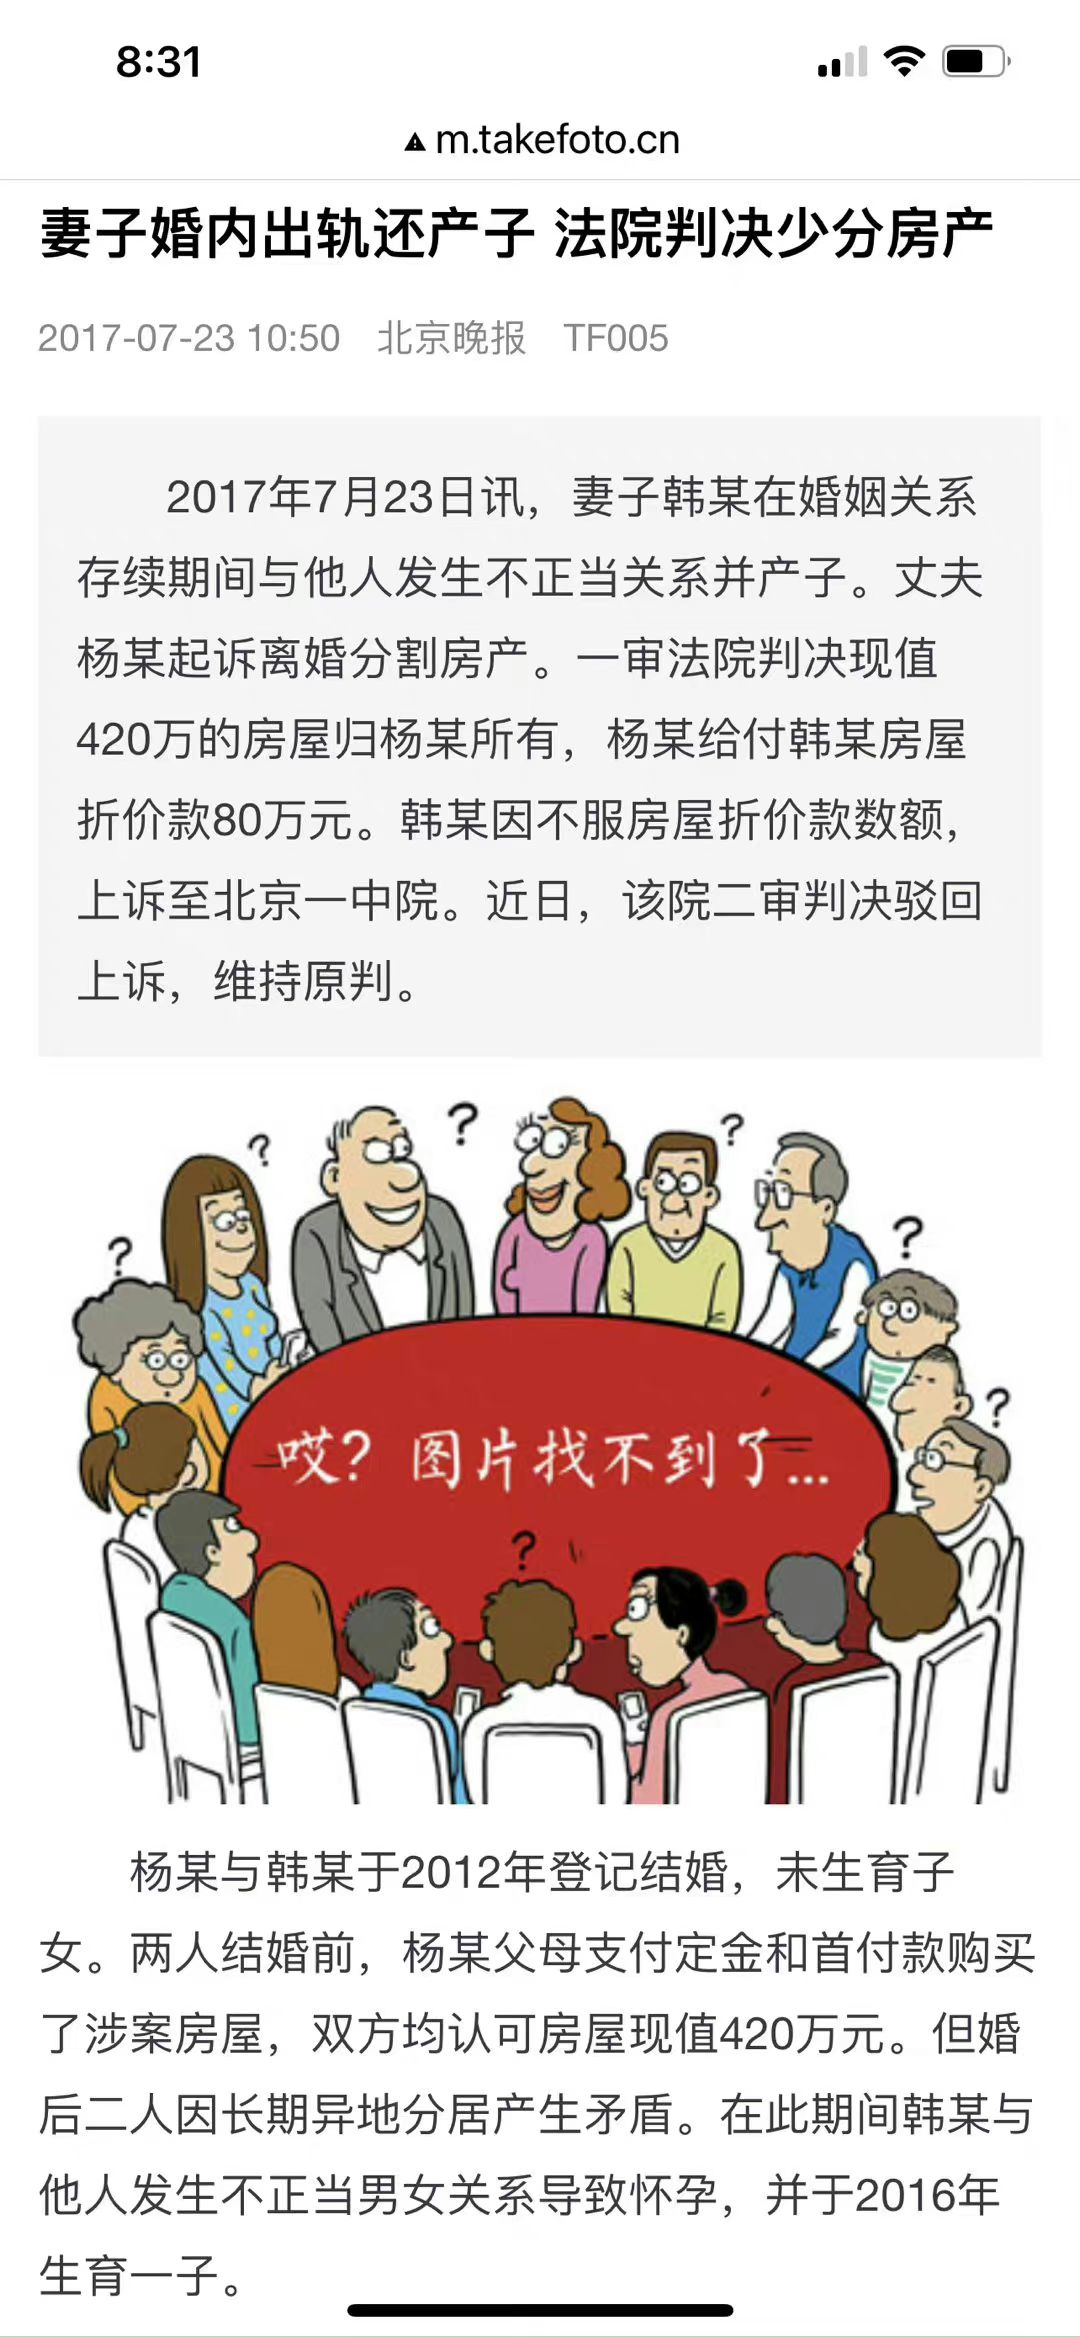 8:31
m.takefoto.cn
妻子婚内出轨还产子 法院判决少分房产
2017-07-23 10:50 北京晚报 TF005
2017年7月23日讯，妻子韩某在婚姻关系
存续期间与他人发生不正当关系并产子。丈夫
杨某起诉离婚分割房产。一审法院判决现值
420万的房屋归杨某所有，杨某给付韩某房屋
折价款80万元。韩某因不服房屋折价款数额，
上诉至北京一中院。近日，该院二审判决驳回
上诉，维持原判。
? ? ? ? ? ? ?
哎？图片找不到了...
杨某与韩某于2012年登记结婚，未生育子
女。两人结婚前，杨某父母支付定金和首付款购买
了涉案房屋，双方均认可房屋现值420万元。但婚
后二人因长期异地分居产生矛盾。在此期间韩某与
他人发生不正当男女关系导致怀孕，并于2016年
生育一子。